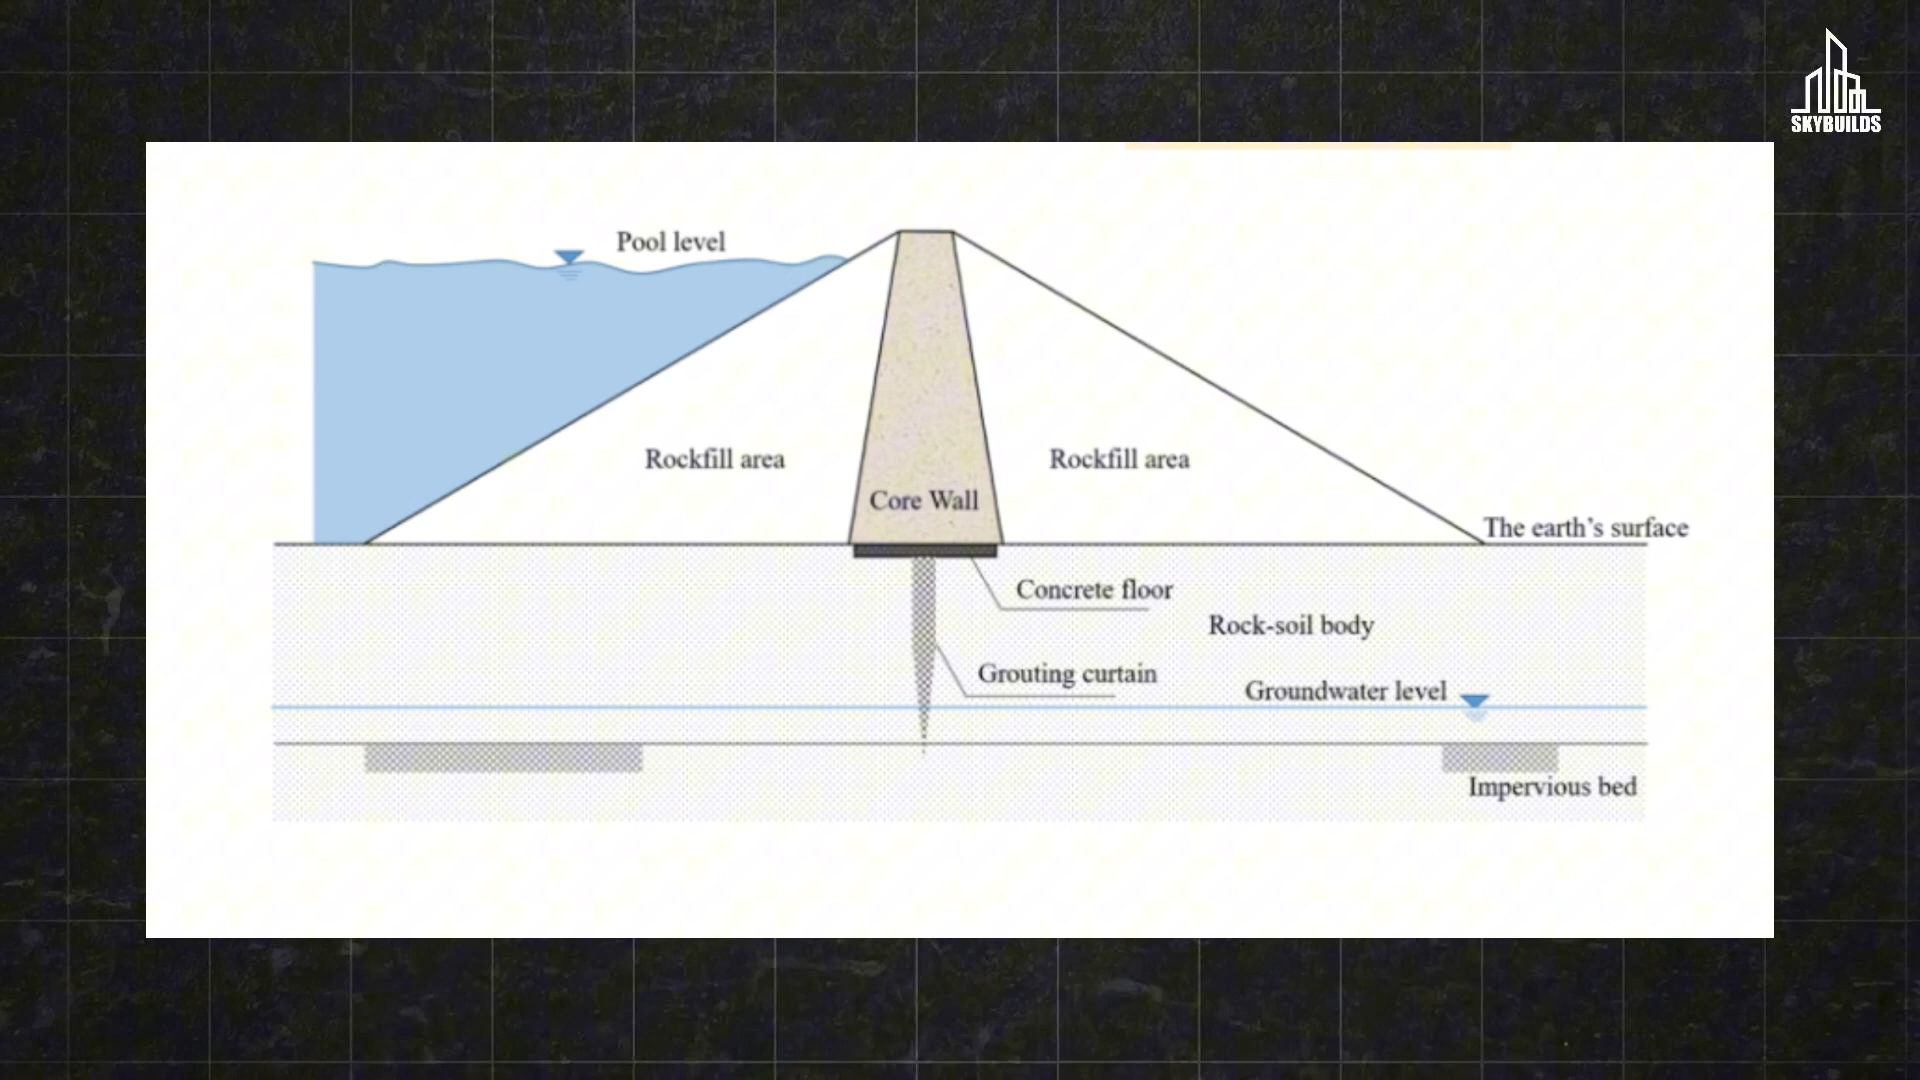 SKYBUILDS
Pool level
Rockfill area
Rockfill area
Core Wall
The earth's surface
Concrete floor
Rock-soil body
Grouting curtain
Groundwater level
Impervious bed